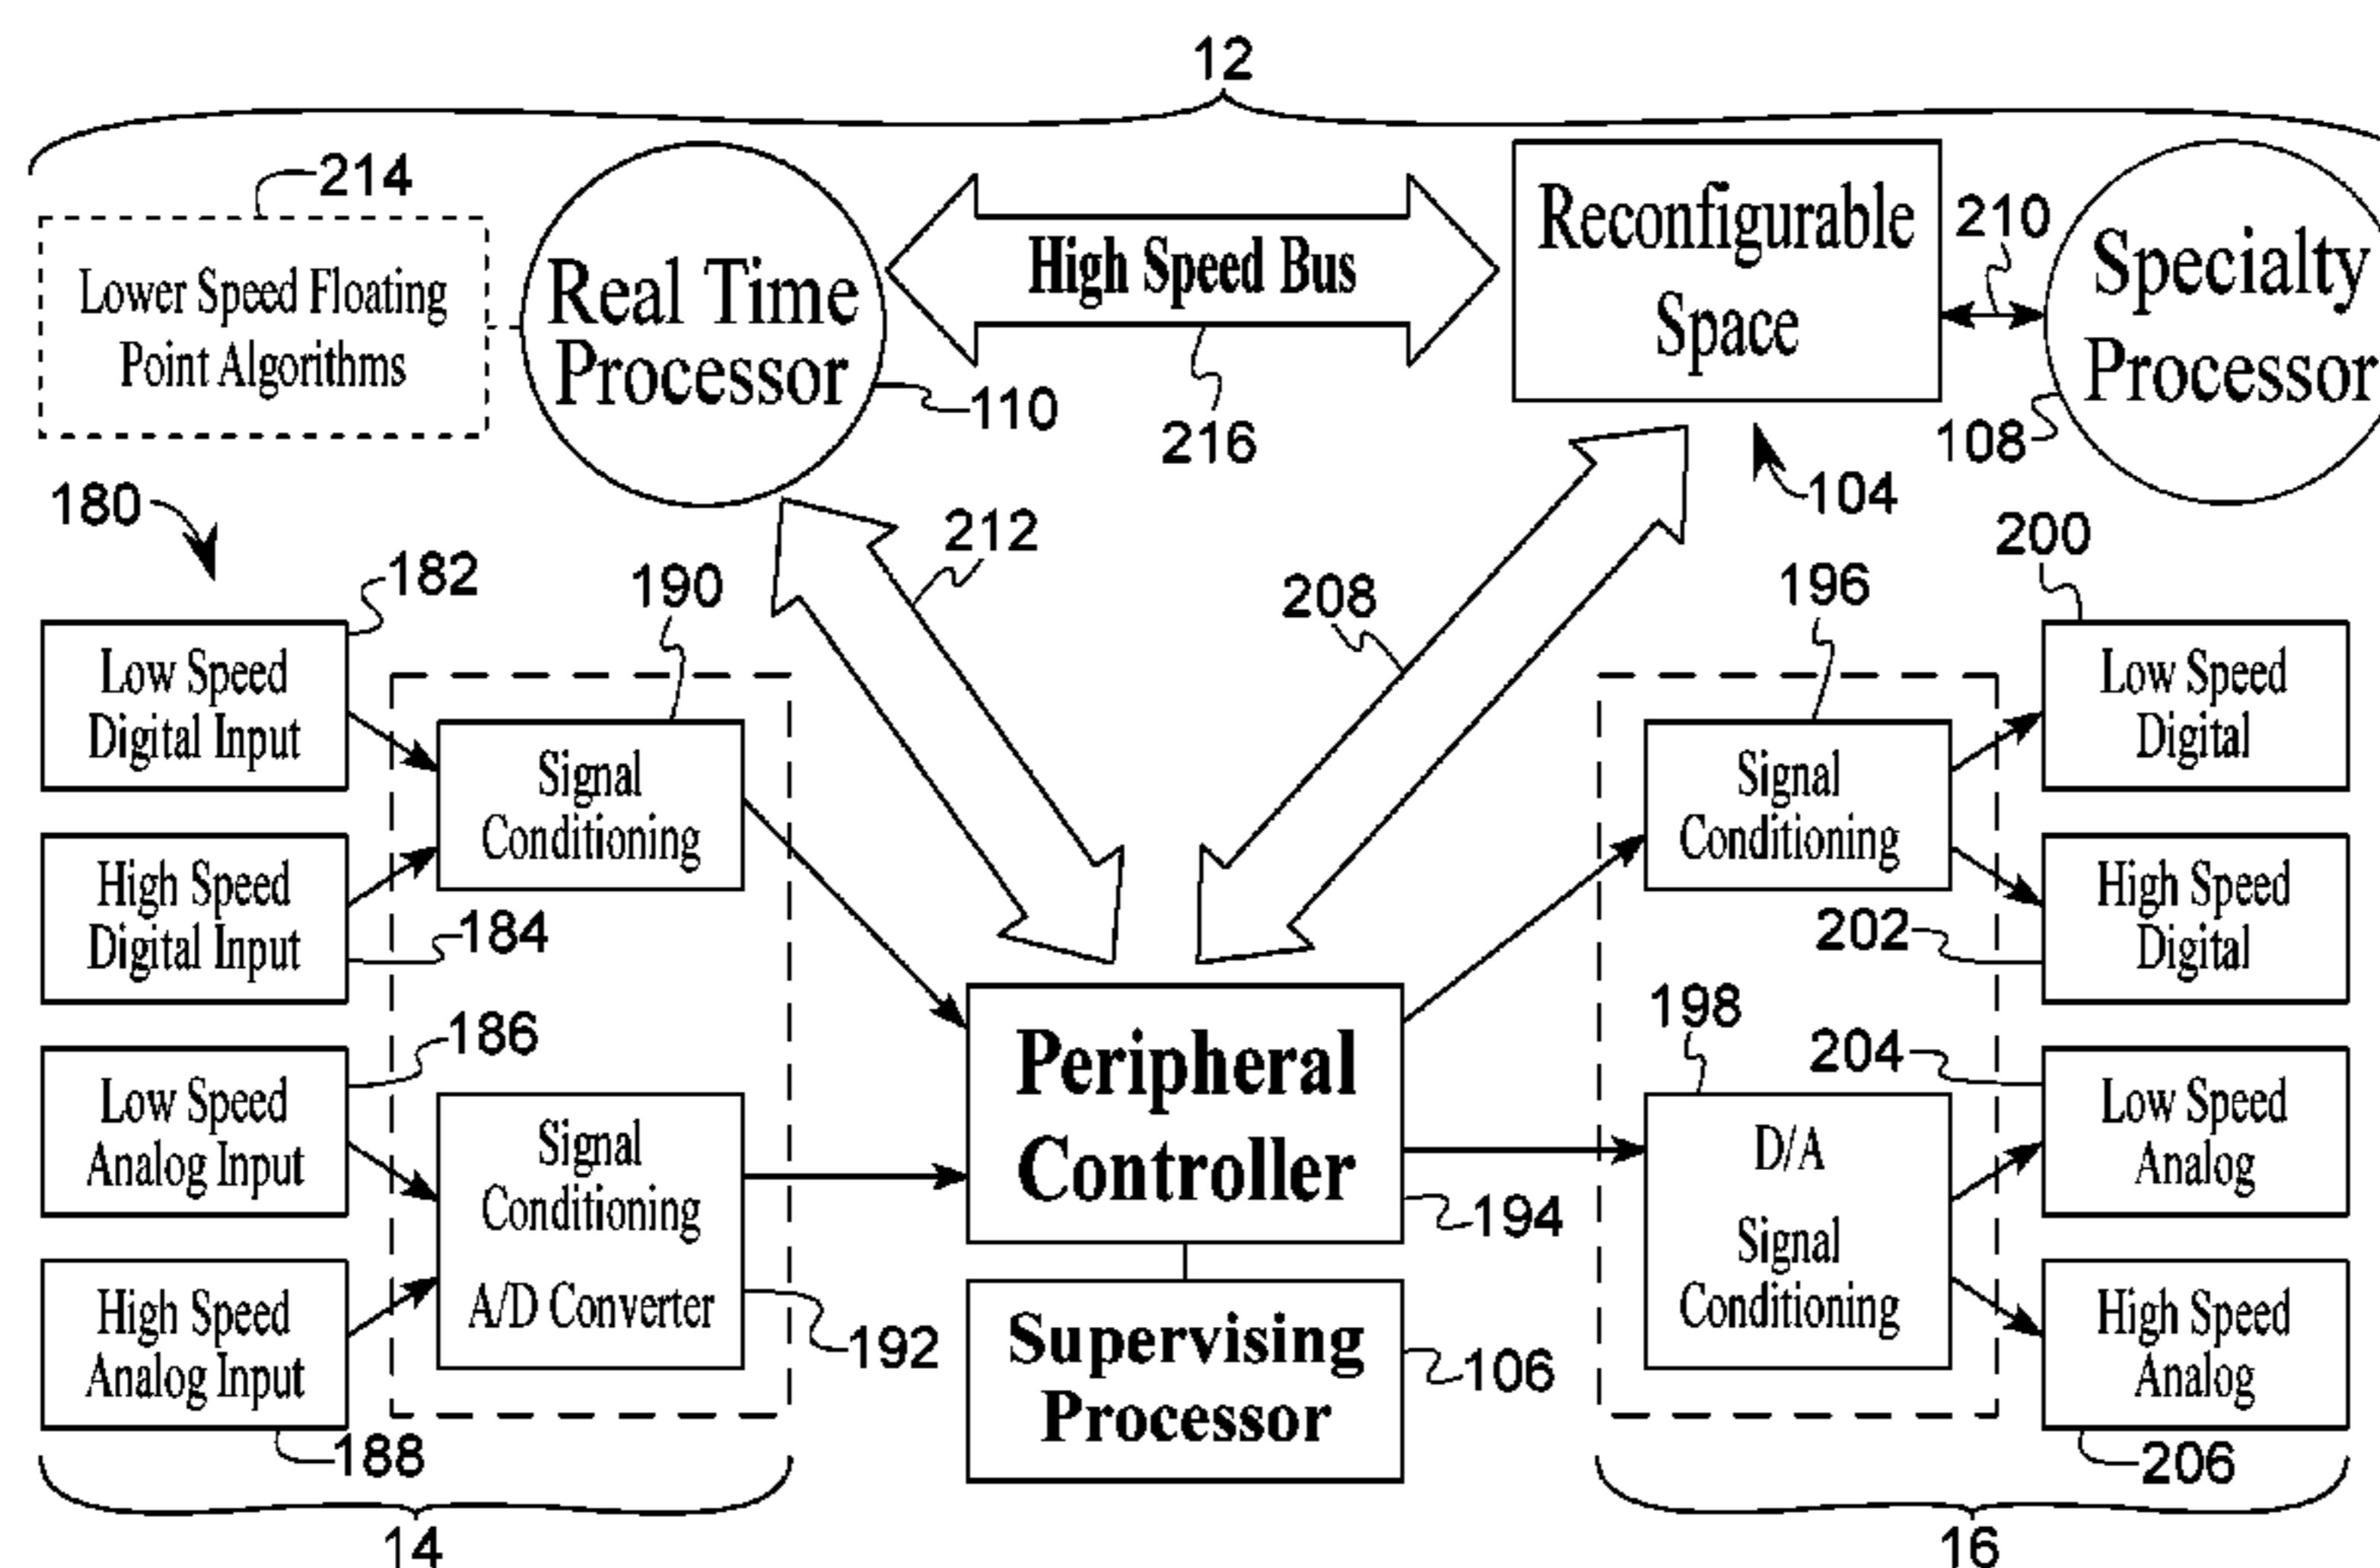 12
214
Lower Speed Floating
Point Algorithms
Real Time
Processor
110
High Speed Bus
216
Reconfigurable
Space
210
Specialty
Processor
108
104
180
212
208
182
Low Speed
Digital Input
High Speed
Digital Input
184
186
Low Speed
Analog Input
High Speed
Analog Input
188
190
Signal
Conditioning
Signal
Conditioning
A/D Converter
192
14
Peripheral
Controller
194
Supervising
Processor
106
196
Signal
Conditioning
198
D/A
Signal
Conditioning
200
Low Speed
Digital
High Speed
Digital
202
204
Low Speed
Analog
High Speed
Analog
206
16